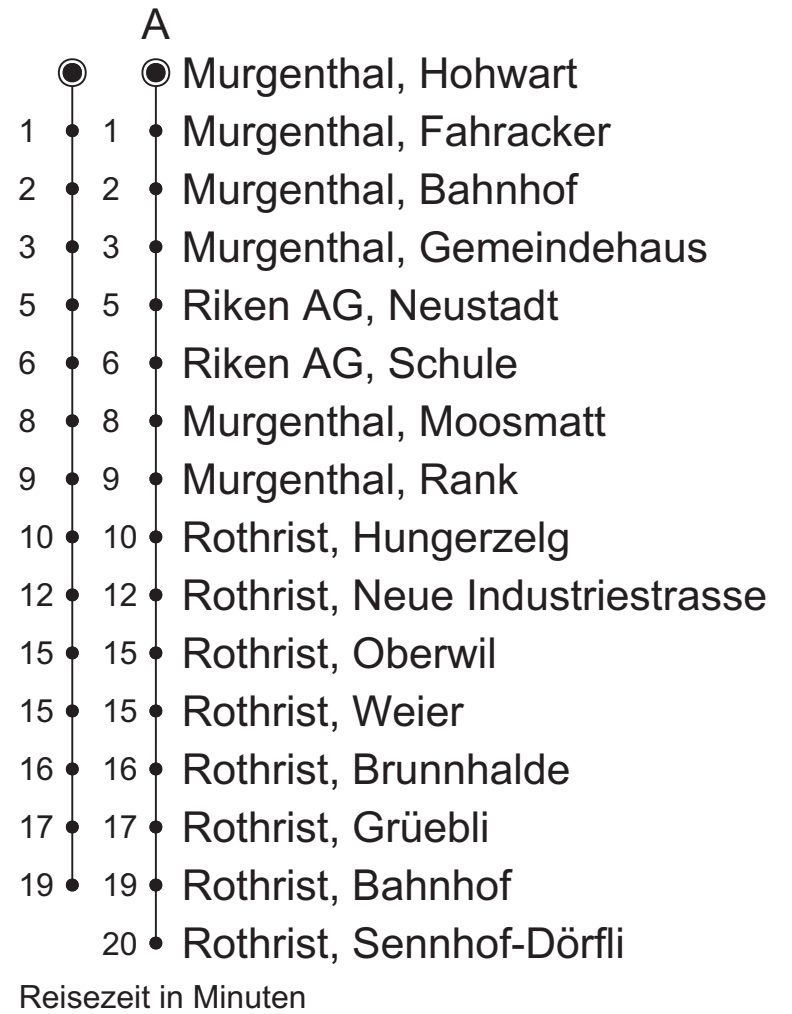 A
Murgenthal, Hohwart
1 1 Murgenthal, Fahracker
2 2 Murgenthal, Bahnhof
3 3 Murgenthal, Gemeindehaus
5 5 Riken AG, Neustadt
6 6 Riken AG, Schule
8 8 Murgenthal, Moosmatt
9 9 Murgenthal, Rank
10 10 Rothrist, Hungerzelg
12 12 Rothrist, Neue Industriestrasse
15 15 Rothrist, Oberwil
15 15 Rothrist, Weier
16 16 Rothrist, Brunnhalde
17 17 Rothrist, Grüebli
19 19 Rothrist, Bahnhof
20 Rothrist, Sennhof-Dörfli
Reisezeit in Minuten